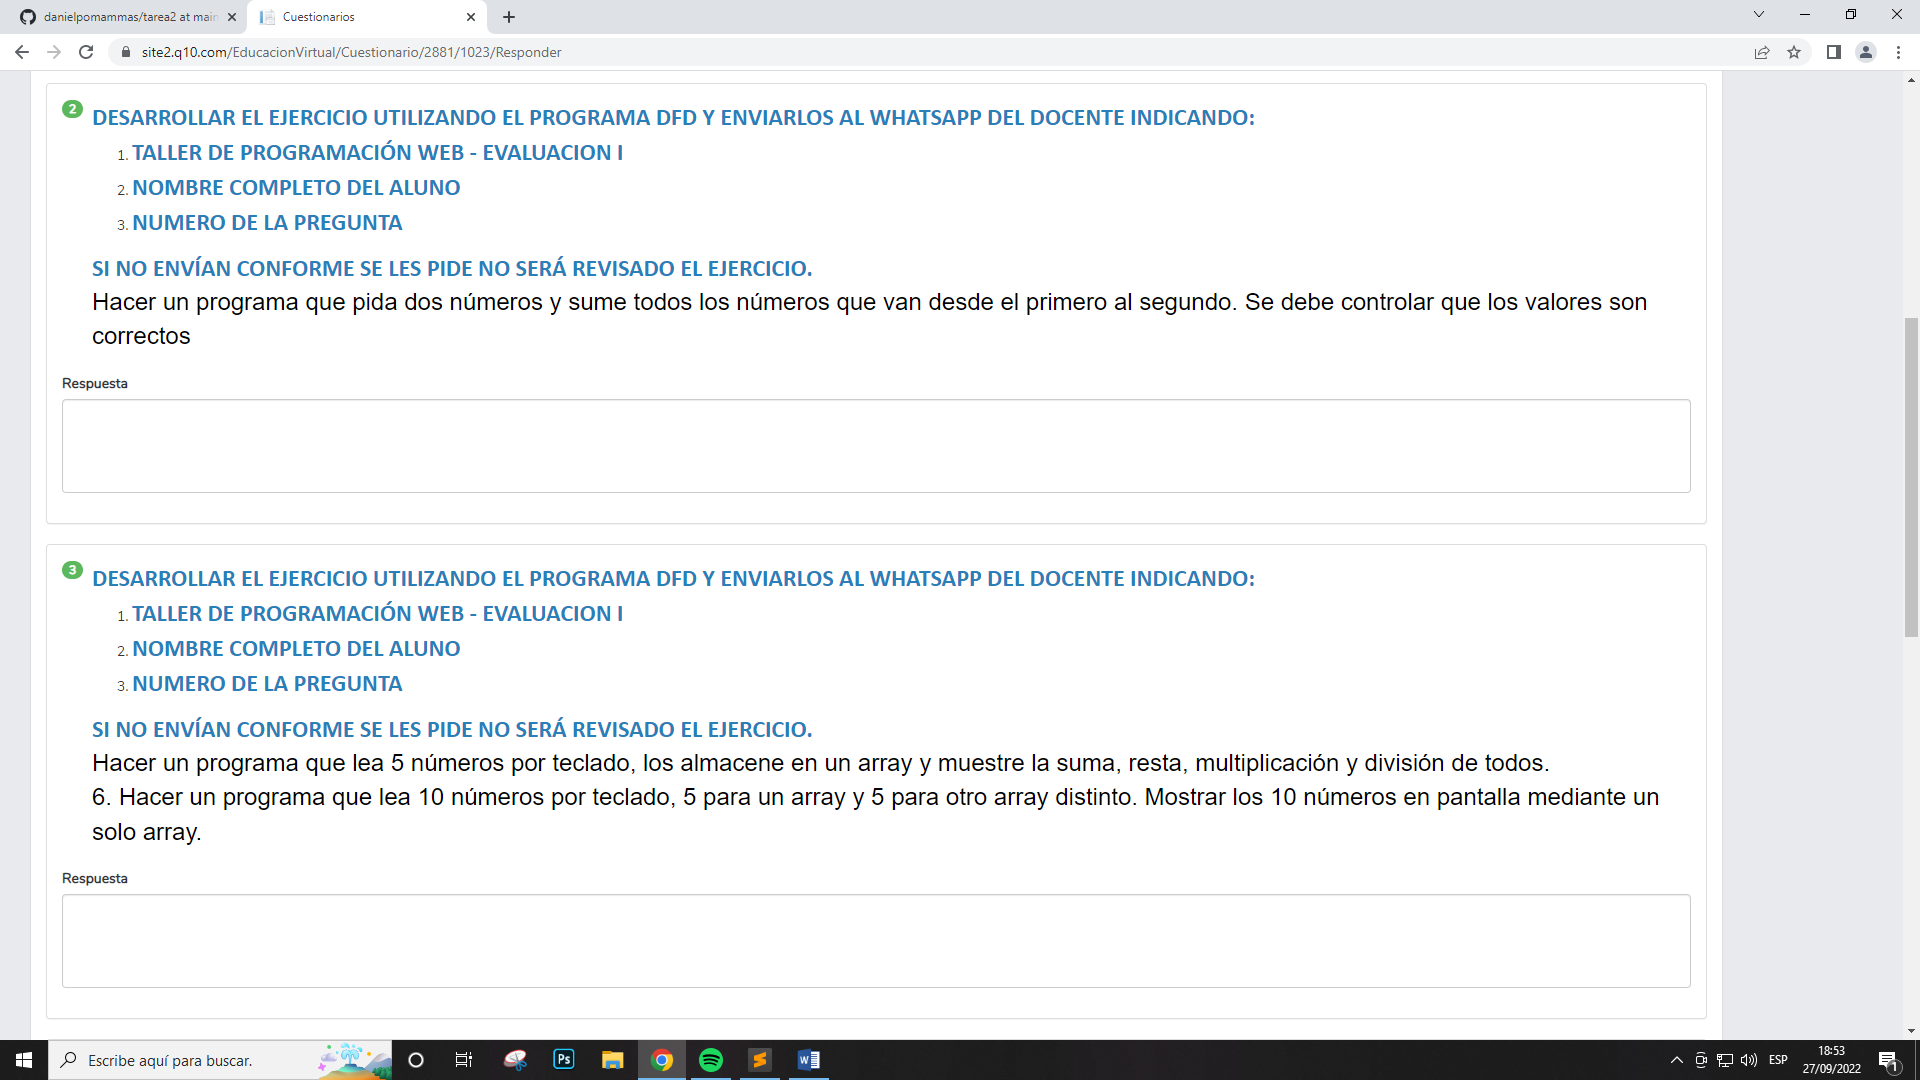 danielpomammas/tarea2 at main
Cuestionarios
site2.q10.com/EducacionVirtual/Cuestionario/2881/1023/Responder
2
DESARROLLAR EL EJERCICIO UTILIZANDO EL PROGRAMA DFD Y ENVIARLOS AL WHATSAPP DEL DOCENTE INDICANDO:
1. TALLER DE PROGRAMACIÓN WEB - EVALUACION I
2. NOMBRE COMPLETO DEL ALUNO
3. NUMERO DE LA PREGUNTA
SI NO ENVÍAN CONFORME SE LES PIDE NO SERÁ REVISADO EL EJERCICIO.
Hacer un programa que pida dos números y sume todos los números que van desde el primero al segundo. Se debe controlar que los valores son
correctos
Respuesta
3
DESARROLLAR EL EJERCICIO UTILIZANDO EL PROGRAMA DFD Y ENVIARLOS AL WHATSAPP DEL DOCENTE INDICANDO:
1. TALLER DE PROGRAMACIÓN WEB - EVALUACION I
2. NOMBRE COMPLETO DEL ALUNO
3. NUMERO DE LA PREGUNTA
SI NO ENVÍAN CONFORME SE LES PIDE NO SERÁ REVISADO EL EJERCICIO.
Hacer un programa que lea 5 números por teclado, los almacene en un array y muestre la suma, resta, multiplicación y división de todos.
6. Hacer un programa que lea 10 números por teclado, 5 para un array y 5 para otro array distinto. Mostrar los 10 números en pantalla mediante un
solo array.
Respuesta
Escribe aquí para buscar.
Ps
ESP
18:53
27/09/2022
1